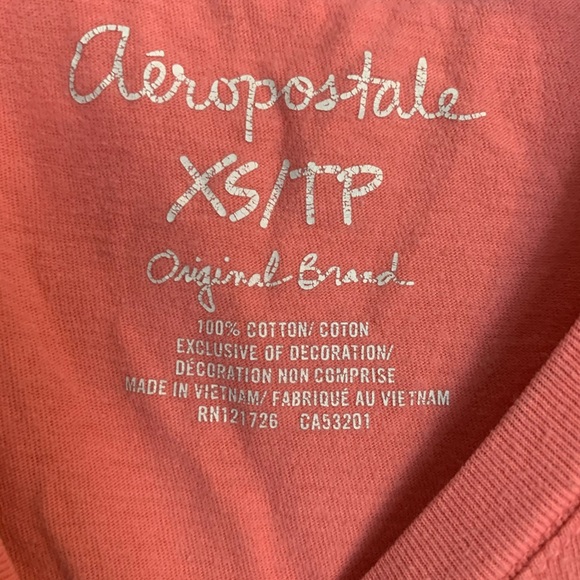 aéropostale
XS/TP
Original Brand
100% COTTON/ COTON
EXCLUSIVE OF DECORATION/
DÉCORATION NON COMPRISE
MADE IN VIETNAM/ FABRIQUÉ AU VIETNAM
RN121726 CA53201